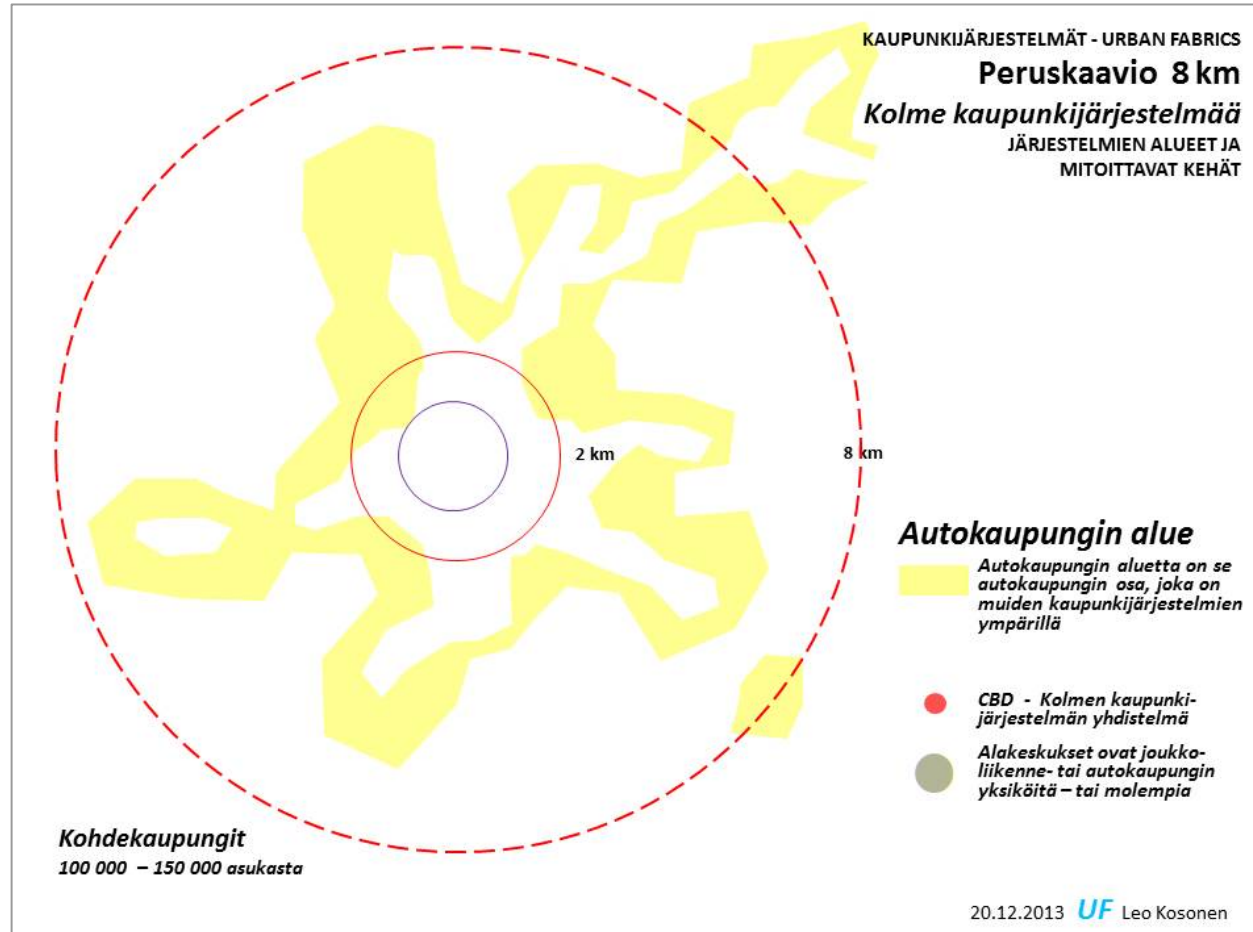 KAUPUNKIJÄRJESTELMÄT - URBAN FABRICS
Peruskaavio 8 km
Kolme kaupunkijärjestelmää
JÄRJESTELMIEN ALUEET JA
MITOITTAVAT KEHÄT
2 km
8 km
Autokaupungin alue
Autokaupungin aluetta on se
autokaupungin osa, joka on
muiden kaupunkijärjestelmien
ympärillä
CBD - Kolmen kaupunki-
järjestelmän yhdistelmä
Alakeskukset ovat joukko-
liikenne- tai autokaupungin
yksiköitä – tai molempia
Kohdekaupungit
100 000 – 150 000 asukasta
20.12.2013 UF Leo Kosonen